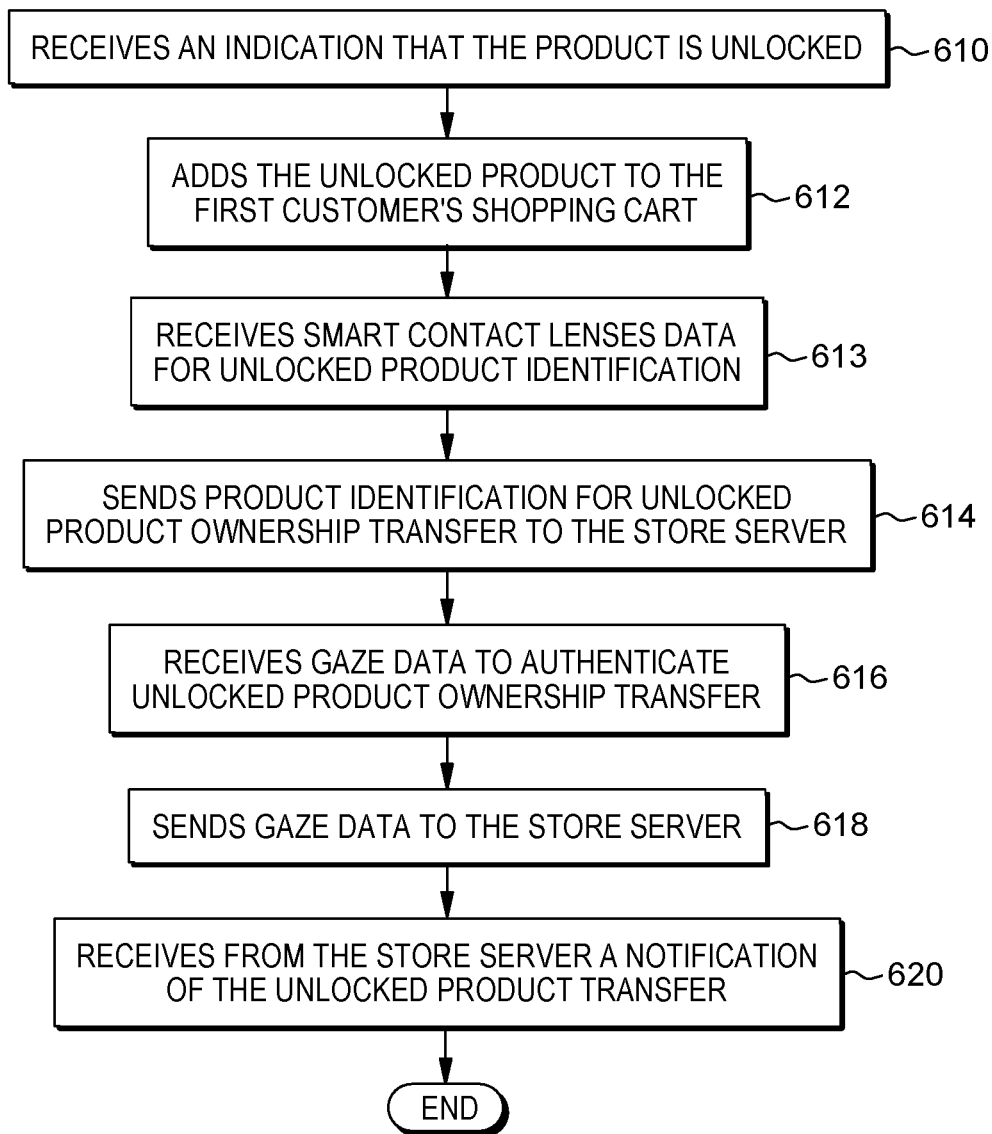 RECEIVES AN INDICATION THAT THE PRODUCT IS UNLOCKED
610
ADDS THE UNLOCKED PRODUCT TO THE
FIRST CUSTOMER'S SHOPPING CART
612
RECEIVES SMART CONTACT LENSES DATA
FOR UNLOCKED PRODUCT IDENTIFICATION
613
SENDS PRODUCT IDENTIFICATION FOR UNLOCKED
PRODUCT OWNERSHIP TRANSFER TO THE STORE SERVER
614
RECEIVES GAZE DATA TO AUTHENTICATE
UNLOCKED PRODUCT OWNERSHIP TRANSFER
616
SENDS GAZE DATA TO THE STORE SERVER
618
RECEIVES FROM THE STORE SERVER A NOTIFICATION
OF THE UNLOCKED PRODUCT TRANSFER
620
END